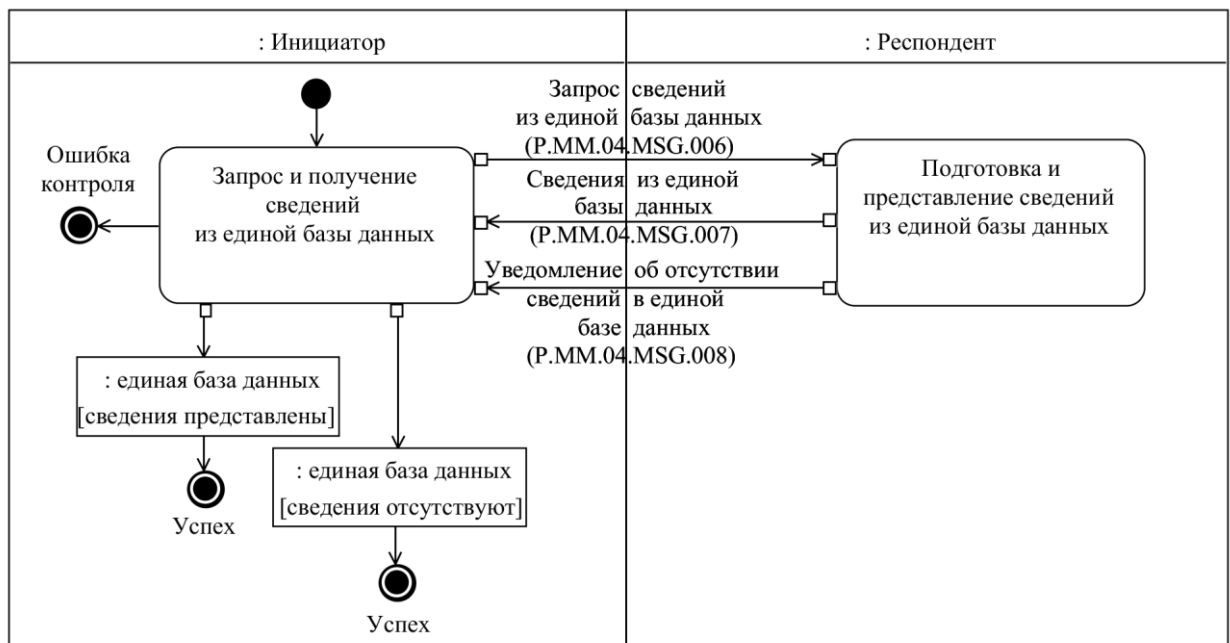 : Инициатор
: Респондент
Запрос сведений
из единой базы данных
(P.MM.04.MSG.006)
Ошибка
контроля
Запрос и получение
сведений
из единой базы данных
Сведения из единой
базы данных
(P.MM.04.MSG.007)
Подготовка и
представление сведений
из единой базы данных
Уведомление об отсутствии
сведений в единой
базе данных
(P.MM.04.MSG.008)
: единая база данных
[сведения представлены]
Успех
: единая база данных
[сведения отсутствуют]
Успех